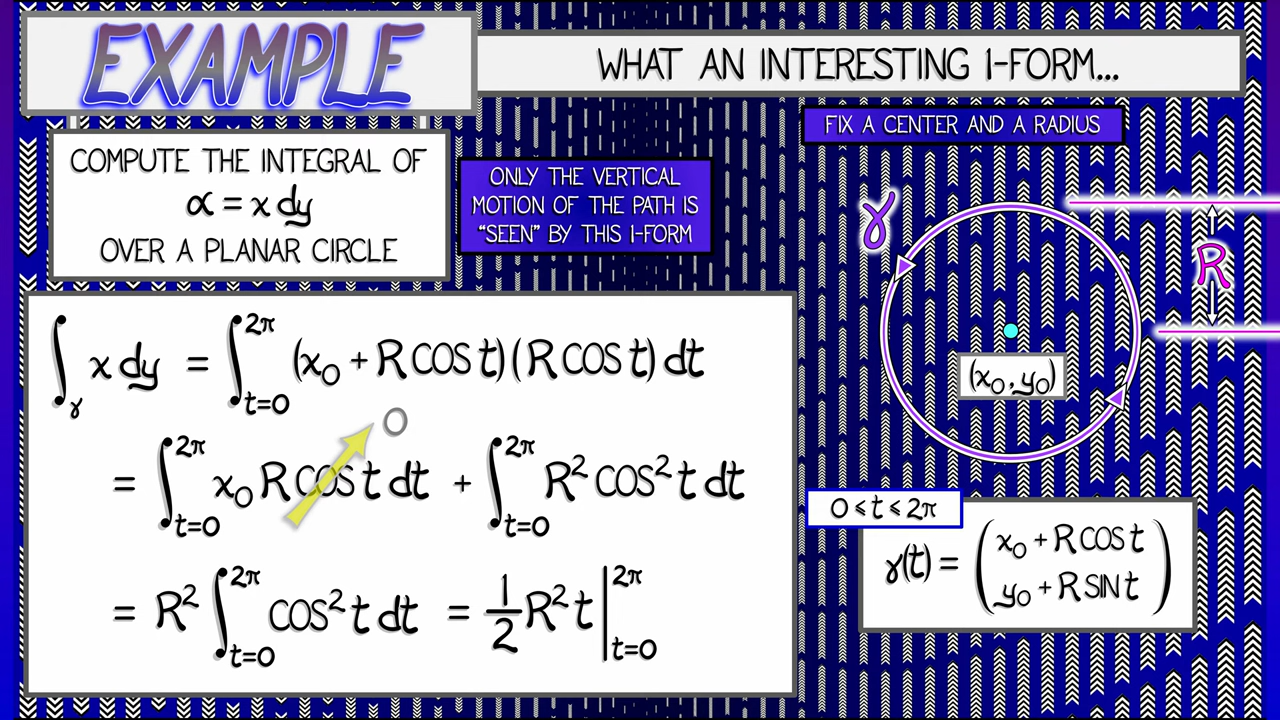 EXAMPLE
WHAT AN INTERESTING 1-FORM...
COMPUTE THE INTEGRAL OF
α = x dy
OVER A PLANAR CIRCLE
ONLY THE VERTICAL
MOTION OF THE PATH IS
"SEEN" BY THIS 1-FORM
FIX A CENTER AND A RADIUS
γ
R
(x₀, y₀)
∫_γ x dy = ∫_{t=0}^{2π} (x₀ + R COS t)(R COS t) dt
0
= ∫_{t=0}^{2π} x₀ R COS t dt + ∫_{t=0}^{2π} R² COS² t dt
= R² ∫_{t=0}^{2π} COS² t dt = ½ R² t |_{t=0}^{2π}
0 ≤ t ≤ 2π
γ(t) = (x₀ + R COS t
y₀ + R SIN t)